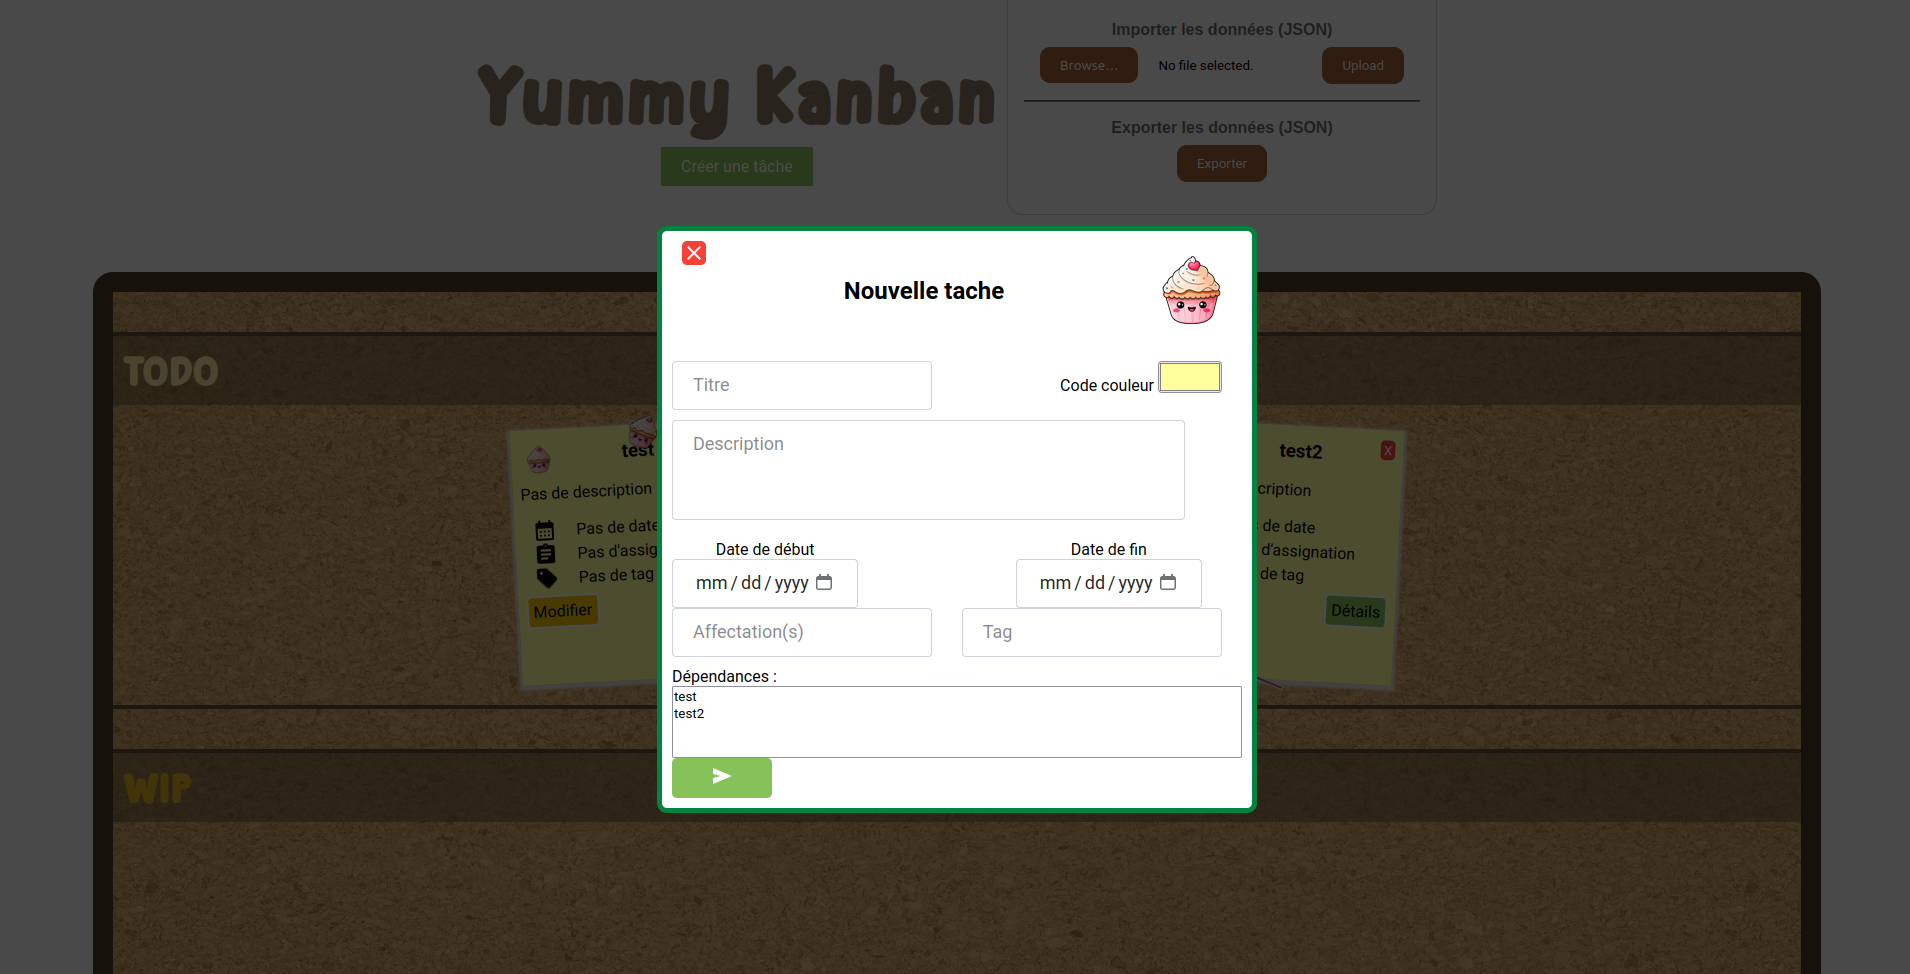 Importer les données (JSON)
Browse... No file selected. Upload
Yummy Kanban
Exporter les données (JSON)
Exporter
Créer une tâche
Nouvelle tache
TODO
Titre
Code couleur
Description
test
Pas de description
Pas de date
Pas d'assig
Pas de tag
Modifier
test2
X
cription
de date
d'assignation
de tag
Détails
Date de début
Date de fin
mm/dd/yyyy
mm/dd/yyyy
Affectation(s)
Tag
Dépendances :
test
test2
WIP